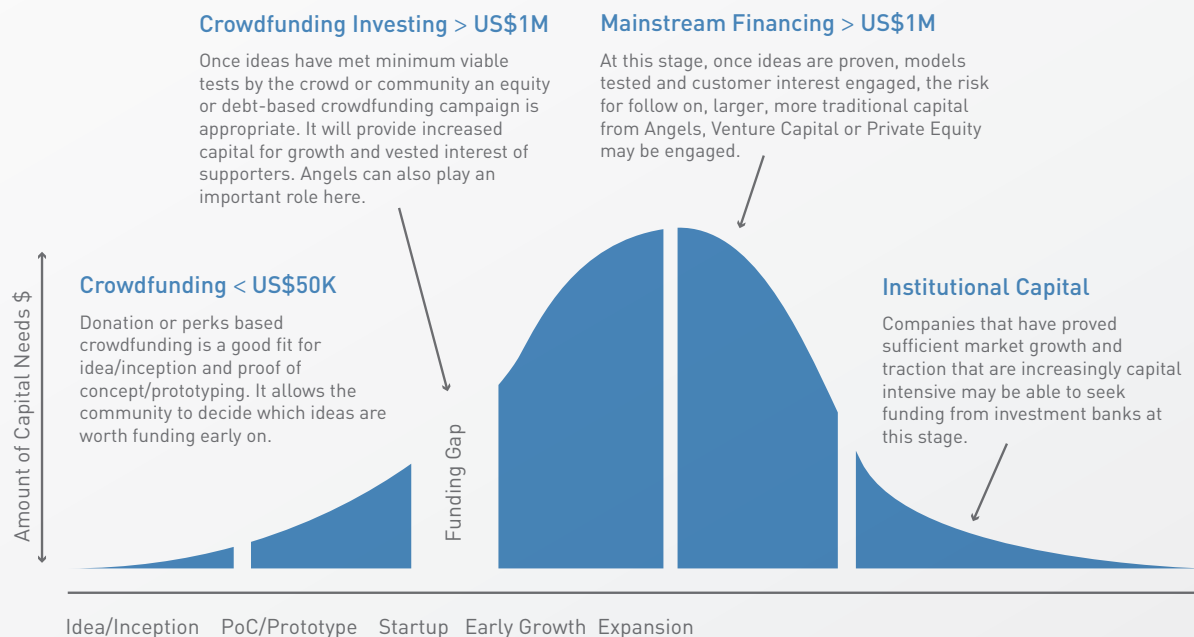 Crowdfunding Investing > US$1M
Once ideas have met minimum viable
tests by the crowd or community an equity
or debt-based crowdfunding campaign is
appropriate. It will provide increased
capital for growth and vested interest of
supporters. Angels can also play an
important role here.
Mainstream Financing > US$1M
At this stage, once ideas are proven, models
tested and customer interest engaged, the risk
for follow on, larger, more traditional capital
from Angels, Venture Capital or Private Equity
may be engaged.
Crowdfunding < US$50K
Donation or perks based
crowdfunding is a good fit for
idea/inception and proof of
concept/prototyping. It allows the
community to decide which ideas are
worth funding early on.
Institutional Capital
Companies that have proved
sufficient market growth and
traction that are increasingly capital
intensive may be able to seek
funding from investment banks at
this stage.
Amount of Capital Needs $
Funding Gap
Idea/Inception PoC/Prototype Startup Early Growth Expansion